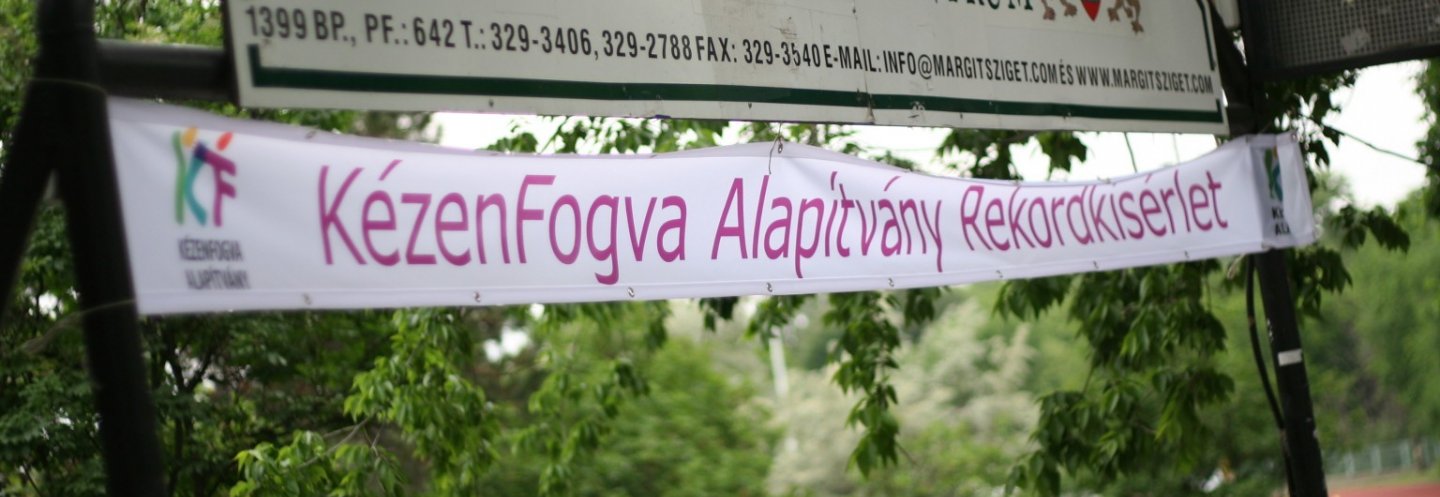 1399 BP., PF.: 642 T.: 329-3406, 329-2788 FAX: 329-3540 E-MAIL: INFO@MARGITSZIGET.COM ÉS WWW.MARGITSZIGET.COM
KF
KÉZENFOGVA
ALAPÍTVÁNY
KézenFogva Alapítvány Rekordkisérlet